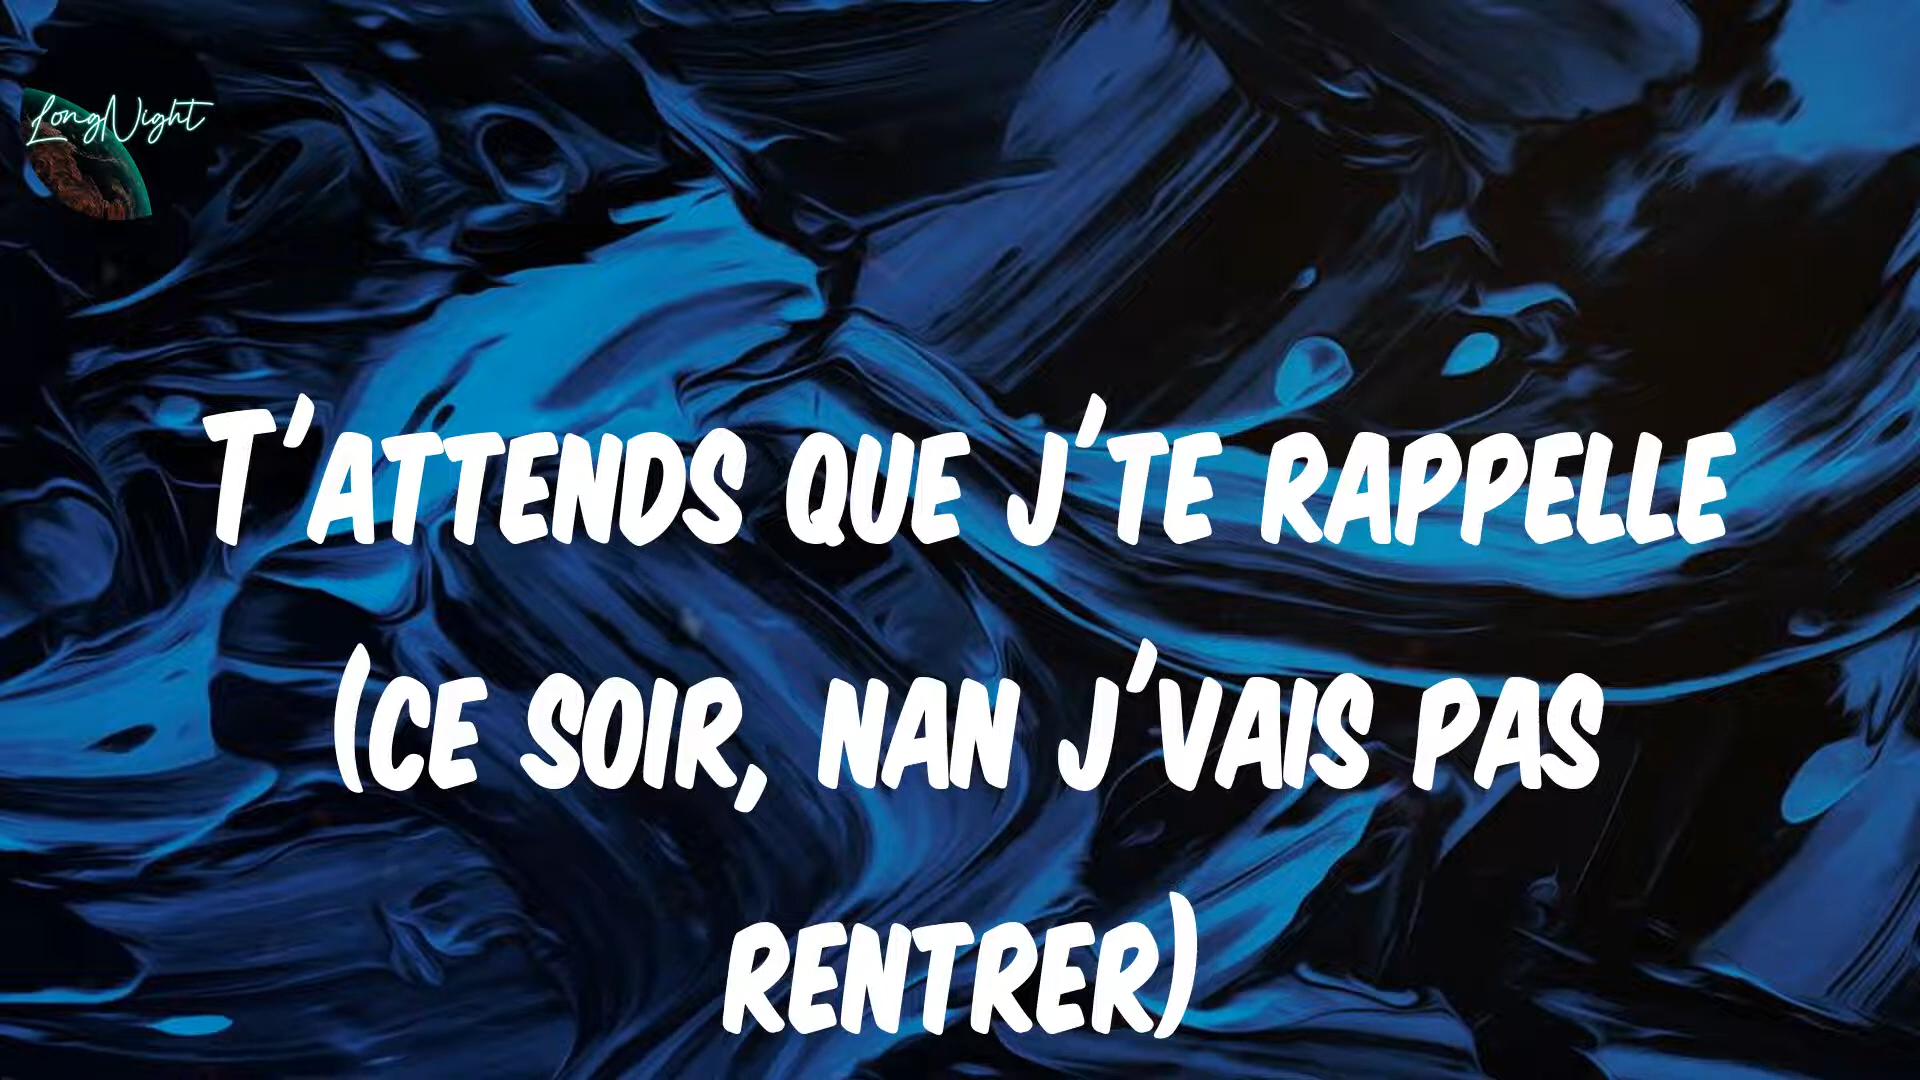 LongNight
T'ATTENDS QUE J'TE RAPPELLE
(CE SOIR, NAN J'VAIS PAS
RENTRER)